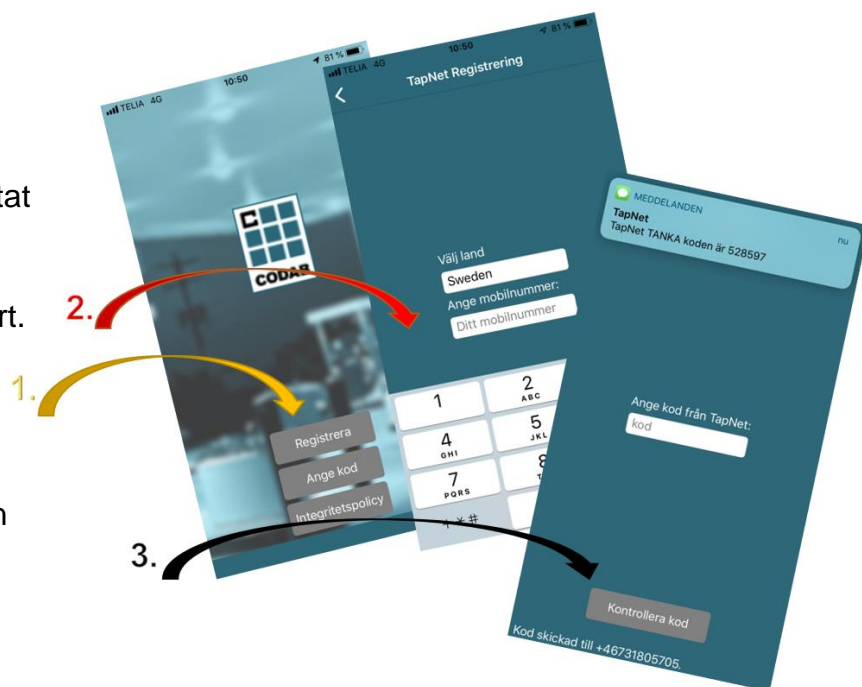 tat
rt.
n
1.
2.
3.
TELIA 4G
10:50
81 %
C
CODAB
Registrera
Ange kod
Integritetspolicy
TELIA 4G
10:50
81 %
TapNet Registrering
Välj land
Sweden
Ange mobilnummer:
Ditt mobilnummer
1
2
ABC
4
GHI
5
JKL
7
PQRS
8
+*#
MEDDELANDEN
nu
TapNet
TapNet TANKA koden är 528597
Ange kod från TapNet:
kod
Kontrollera kod
Kod skickad till +46731805705.